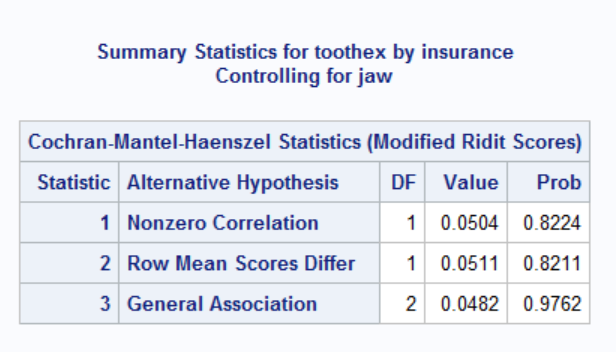 Summary Statistics for toothex by insurance
Controlling for jaw
Cochran-Mantel-Haenszel Statistics (Modified Ridit Scores)
Statistic Alternative Hypothesis DF Value Prob
1 Nonzero Correlation 1 0.0504 0.8224
2 Row Mean Scores Differ 1 0.0511 0.8211
3 General Association 2 0.0482 0.9762